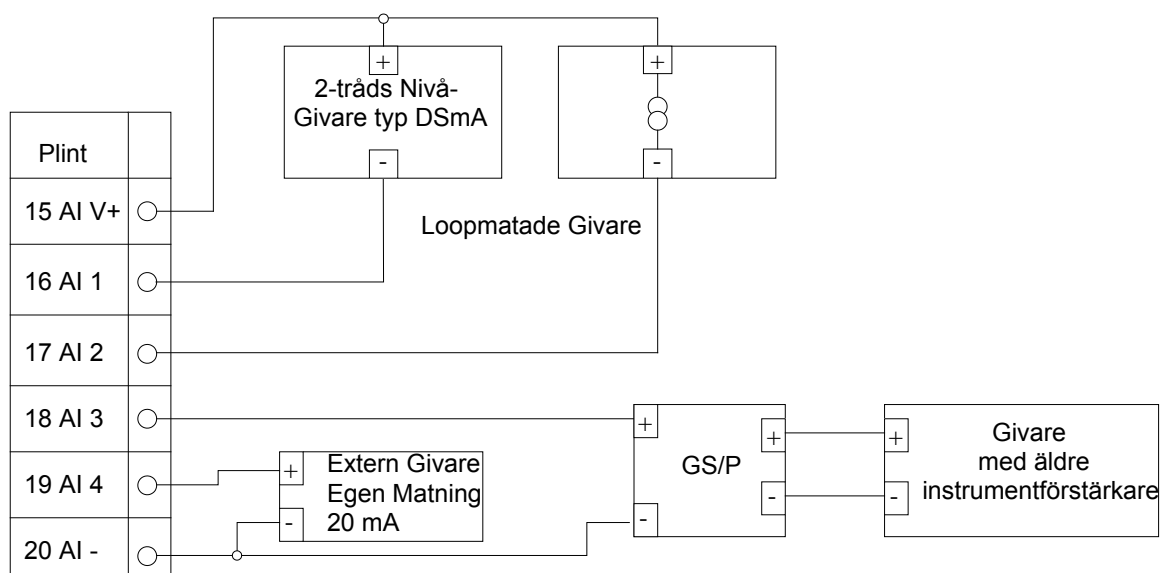 +
+
2-tråds Nivå-
Givare typ DSmA
-
-
Plint
15 AI V+
Loopmatade Givare
16 AI 1
17 AI 2
18 AI 3
+
GS/P
+
+
Givare
med äldre
instrumentförstärkare
-
-
-
19 AI 4
+
Extern Givare
Egen Matning
20 mA
-
20 AI -